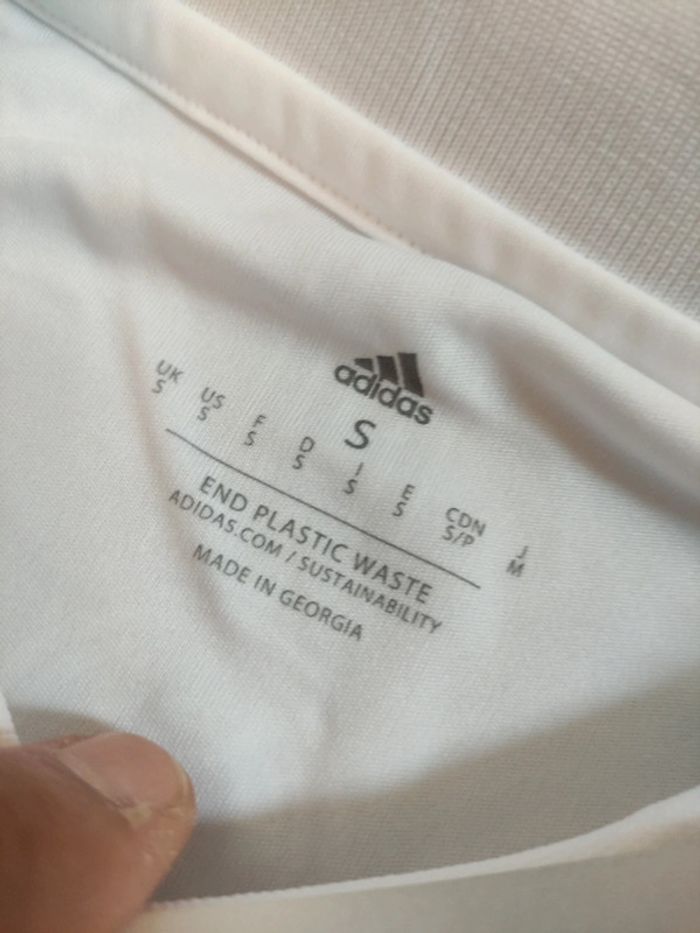 adidas
S
UK US F D I E CDN J
S S S S S S S/P M
END PLASTIC WASTE
ADIDAS.COM / SUSTAINABILITY
MADE IN GEORGIA